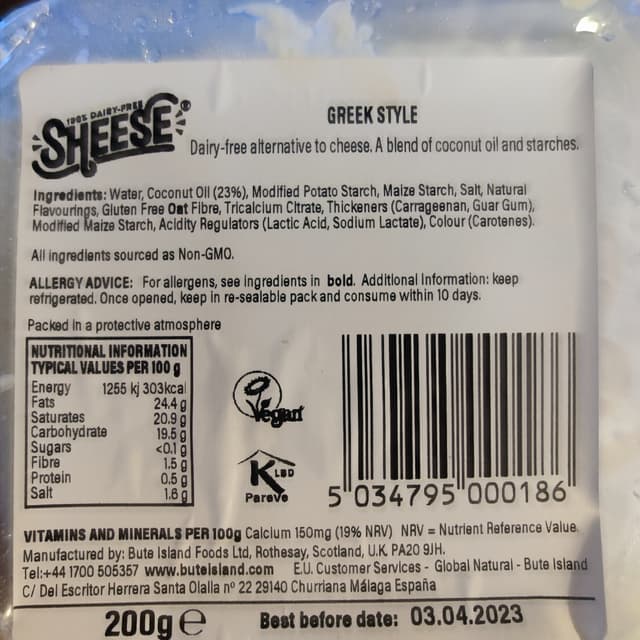 100% DAIRY-FREE
SHEESE®
GREEK STYLE
Dairy-free alternative to cheese. A blend of coconut oil and starches.
Ingredients: Water, Coconut Oil (23%), Modified Potato Starch, Maize Starch, Salt, Natural
Flavourings, Gluten Free Oat Fibre, Tricalcium Citrate, Thickeners (Carrageenan, Guar Gum),
Modified Maize Starch, Acidity Regulators (Lactic Acid, Sodium Lactate), Colour (Carotenes).
All ingredients sourced as Non-GMO.
ALLERGY ADVICE: For allergens, see ingredients in bold. Additional Information: keep
refrigerated. Once opened, keep in re-sealable pack and consume within 10 days.
Packed in a protective atmosphere
NUTRITIONAL INFORMATION
TYPICAL VALUES PER 100 g
Energy 1255 kj 303kcal
Fats 24.4 g
Saturates 20.9 g
Carbohydrate 19.5 g
Sugars <0.1 g
Fibre 1.5 g
Protein 0.5 g
Salt 1.6 g
Vegan
K LBD
Pareve
5 034795 000186
VITAMINS AND MINERALS PER 100g Calcium 150mg (19% NRV) NRV = Nutrient Reference Value.
Manufactured by: Bute Island Foods Ltd, Rothesay, Scotland, U.K. PA20 9JH.
Tel:+44 1700 505357 www.buteisland.com E.U. Customer Services - Global Natural - Bute Island
C/ Del Escritor Herrera Santa Olalla nº 22 29140 Churriana Málaga España
200g e Best before date: 03.04.2023